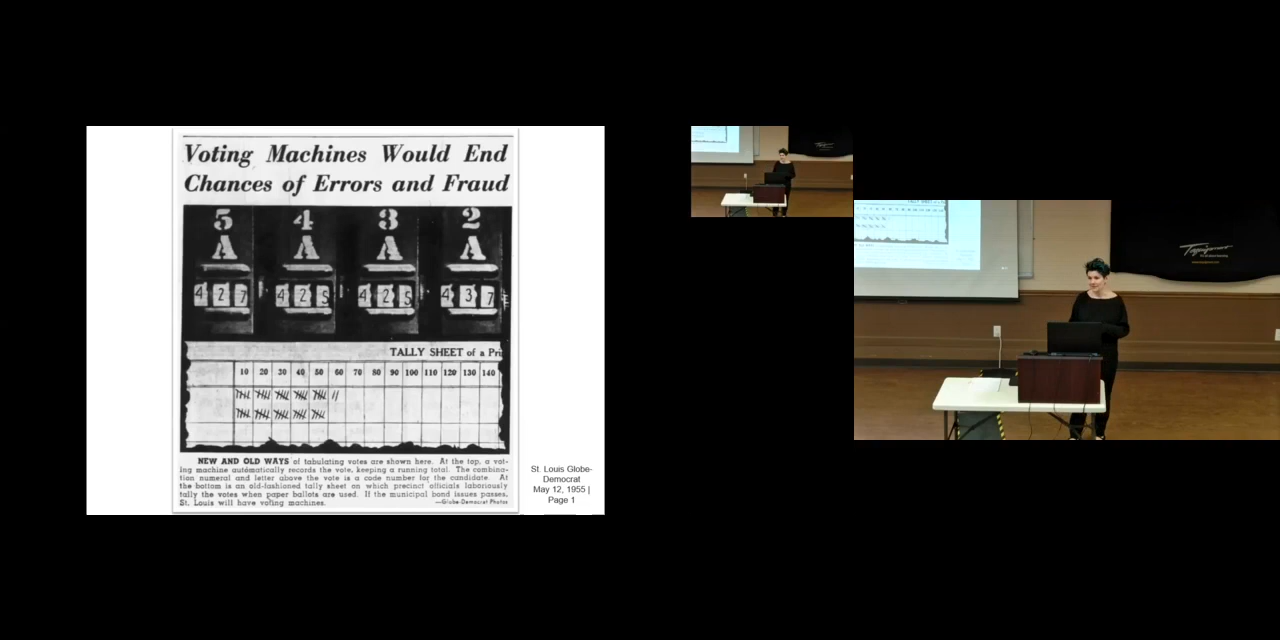 Voting Machines Would End
Chances of Errors and Fraud
5 4 3 2
A A A A
427 425 425 437
TALLY SHEET of a Pri
10 20 30 40 50 60 70 80 90 100 110 120 130 140
NEW AND OLD WAYS of tabulating votes are shown here. At the top, a vot-
ing machine automatically records the vote, keeping a running total. The combina-
tion numeral and letter above the vote is a code number for the candidate. At
the bottom is an old-fashioned tally sheet on which precinct officials laboriously
tally the votes when paper ballots are used. If the municipal bond issues passes,
St. Louis will have voting machines.
—Globe-Democrat Photos
St. Louis Globe-
Democrat
May 12, 1955 |
Page 1